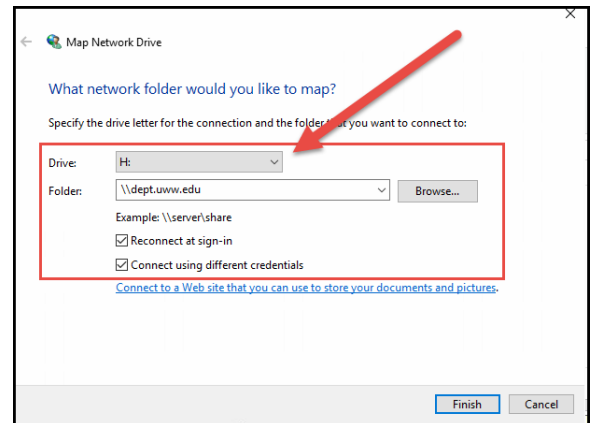 Map Network Drive
What network folder would you like to map?
Specify the drive letter for the connection and the folder that you want to connect to:
Drive: H:
Folder: \\dept.uww.edu Browse...
Example: \\server\share
Reconnect at sign-in
Connect using different credentials
Connect to a Web site that you can use to store your documents and pictures.
Finish Cancel